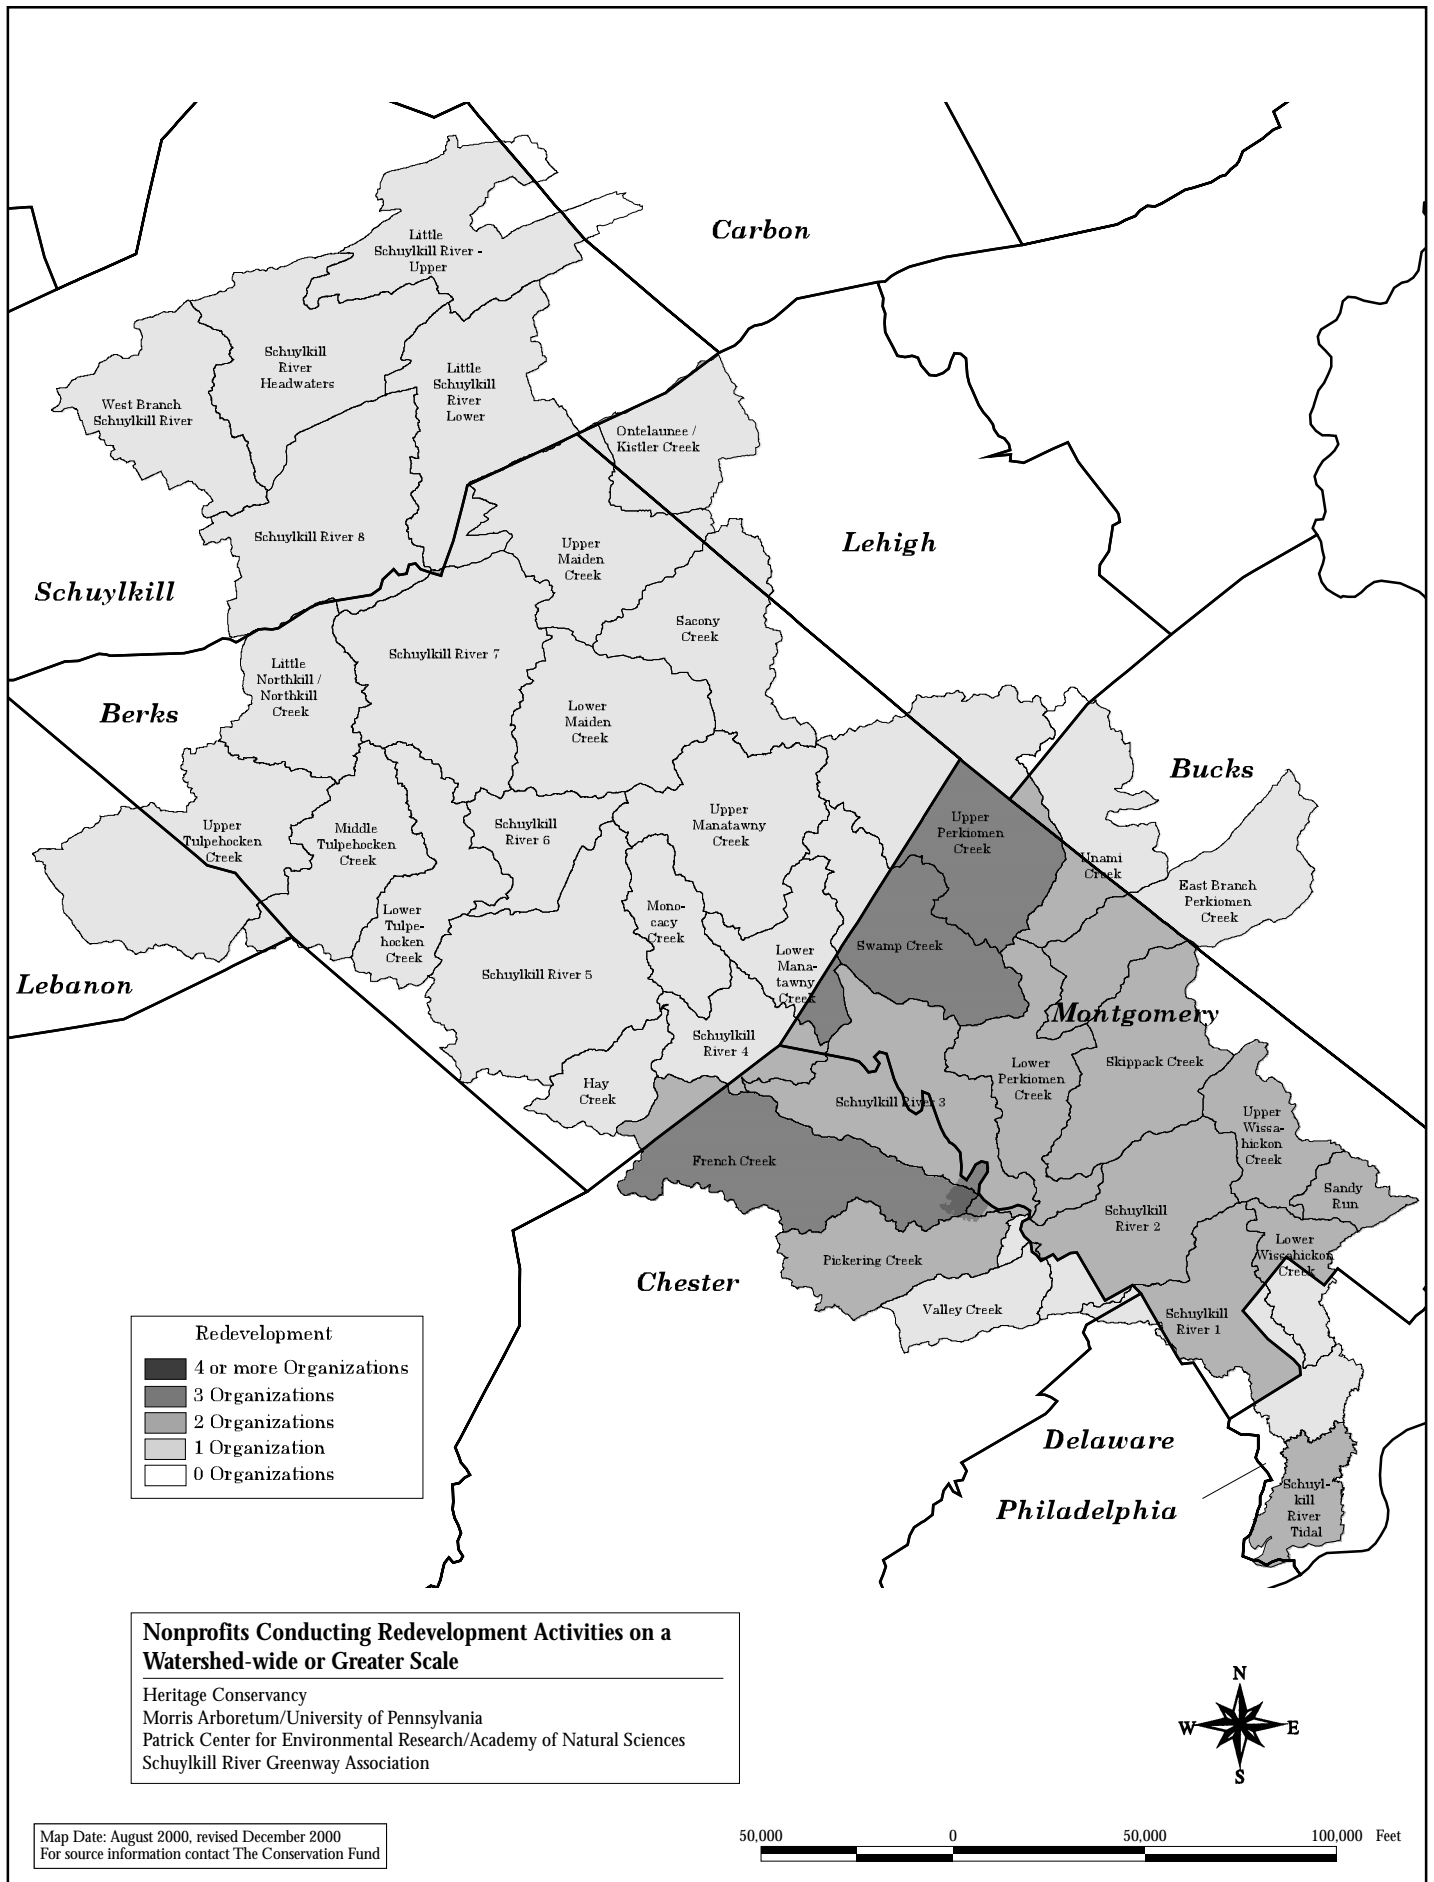 Carbon
Little
Schuylkill River -
Upper
Schuylkill
River
Headwaters
Little
Schuylkill
River
Lower
West Branch
Schuylkill River
Ontelaunee /
Kistler Creek
Schuylkill River 8
Upper
Maiden
Creek
Lehigh
Schuylkill
Sacony
Creek
Schuylkill River 7
Little
Northkill /
Northkill
Creek
Lower
Maiden
Creek
Berks
Bucks
Upper
Tulpehocken
Creek
Middle
Tulpehocken
Creek
Schuylkill
River 6
Upper
Manatawny
Creek
Upper
Perkiomen
Creek
Unami
Creek
East Branch
Perkiomen
Creek
Lower
Tulpe-
hocken
Creek
Mono-
cacy
Creek
Swamp Creek
Lower
Mana-
tawny
Creek
Schuylkill River 5
Lebanon
Montgomery
Schuylkill
River 4
Lower
Perkiomen
Creek
Skippack Creek
Hay
Creek
Schuylkill River 3
Upper
Wissa-
hickon
Creek
French Creek
Sandy
Run
Schuylkill
River 2
Lower
Wissahickon
Creek
Pickering Creek
Chester
Valley Creek
Schuylkill
River 1
Delaware
Philadelphia
Schuyl-
kill
River
Tidal
Redevelopment
4 or more Organizations
3 Organizations
2 Organizations
1 Organization
0 Organizations
Nonprofits Conducting Redevelopment Activities on a
Watershed-wide or Greater Scale
Heritage Conservancy
Morris Arboretum/University of Pennsylvania
Patrick Center for Environmental Research/Academy of Natural Sciences
Schuylkill River Greenway Association
N
W E
S
Map Date: August 2000, revised December 2000
For source information contact The Conservation Fund
50,000 0 50,000 100,000 Feet